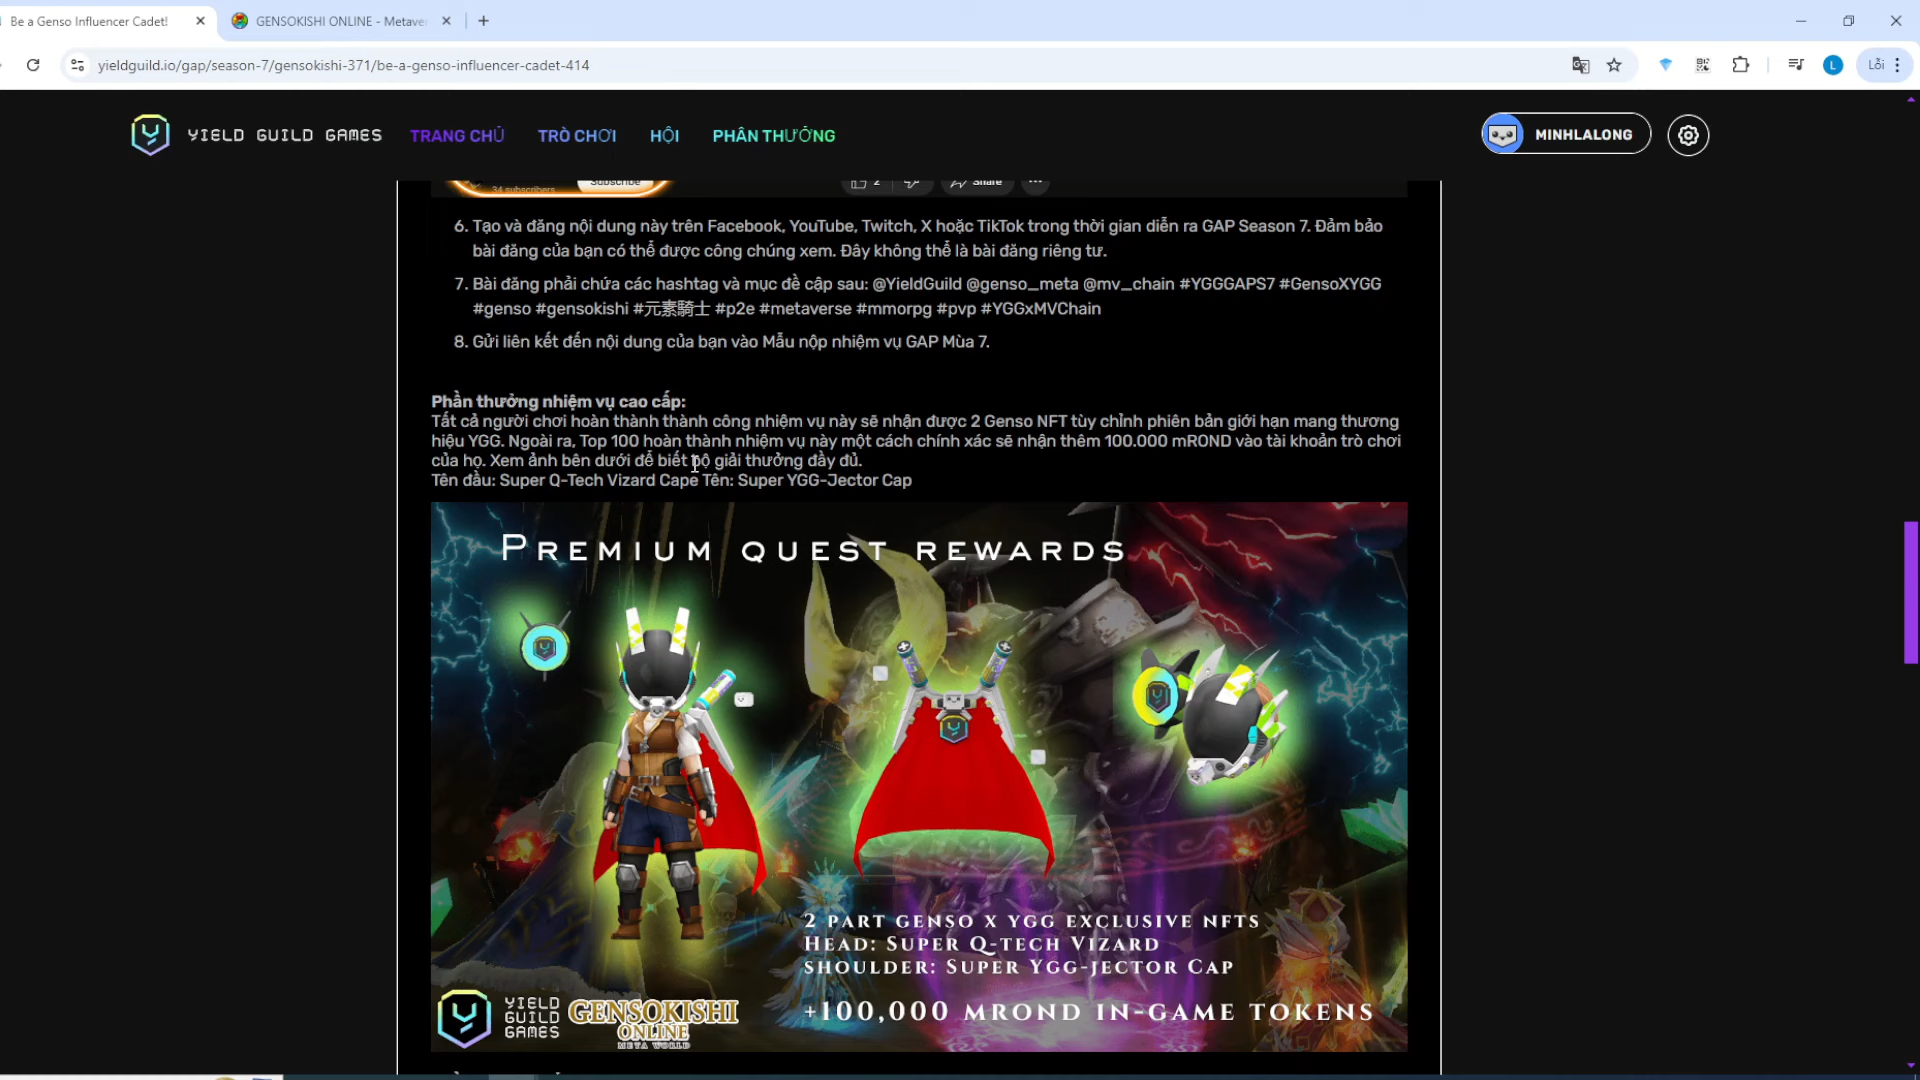 Be a Genso Influencer Cadet!
GENSOKISHI ONLINE - Metaver
yieldguild.io/gap/season-7/gensokishi-371/be-a-genso-influencer-cadet-414
L
Lỗi
YIELD GUILD GAMES
TRANG CHỦ
TRÒ CHƠI
HỘI
PHẦN THƯỞNG
MINHLALONG
34 subscribers
Subscribe
2
Share
6. Tạo và đăng nội dung này trên Facebook, YouTube, Twitch, X hoặc TikTok trong thời gian diễn ra GAP Season 7. Đảm bảo
bài đăng của bạn có thể được công chúng xem. Đây không thể là bài đăng riêng tư.
7. Bài đăng phải chứa các hashtag và mục đề cập sau: @YieldGuild @genso_meta @mv_chain #YGGGAPS7 #GensoXYGG
#genso #gensokishi #元素騎士 #p2e #metaverse #mmorpg #pvp #YGGxMVChain
8. Gửi liên kết đến nội dung của bạn vào Mẫu nộp nhiệm vụ GAP Mùa 7.
Phần thưởng nhiệm vụ cao cấp:
Tất cả người chơi hoàn thành thành công nhiệm vụ này sẽ nhận được 2 Genso NFT tùy chỉnh phiên bản giới hạn mang thương
hiệu YGG. Ngoài ra, Top 100 hoàn thành nhiệm vụ này một cách chính xác sẽ nhận thêm 100.000 mROND vào tài khoản trò chơi
của họ. Xem ảnh bên dưới để biết bộ giải thưởng đầy đủ.
Tên đầu: Super Q-Tech Vizard Cape Tên: Super YGG-Jector Cap
PREMIUM QUEST REWARDS
2 PART GENSO X YGG EXCLUSIVE NFTS
HEAD: SUPER Q-TECH VIZARD
SHOULDER: SUPER YGG-JECTOR CAP
+100,000 MROND IN-GAME TOKENS
YIELD
GUILD
GAMES
GENSOKISHI
ONLINE
META WORLD